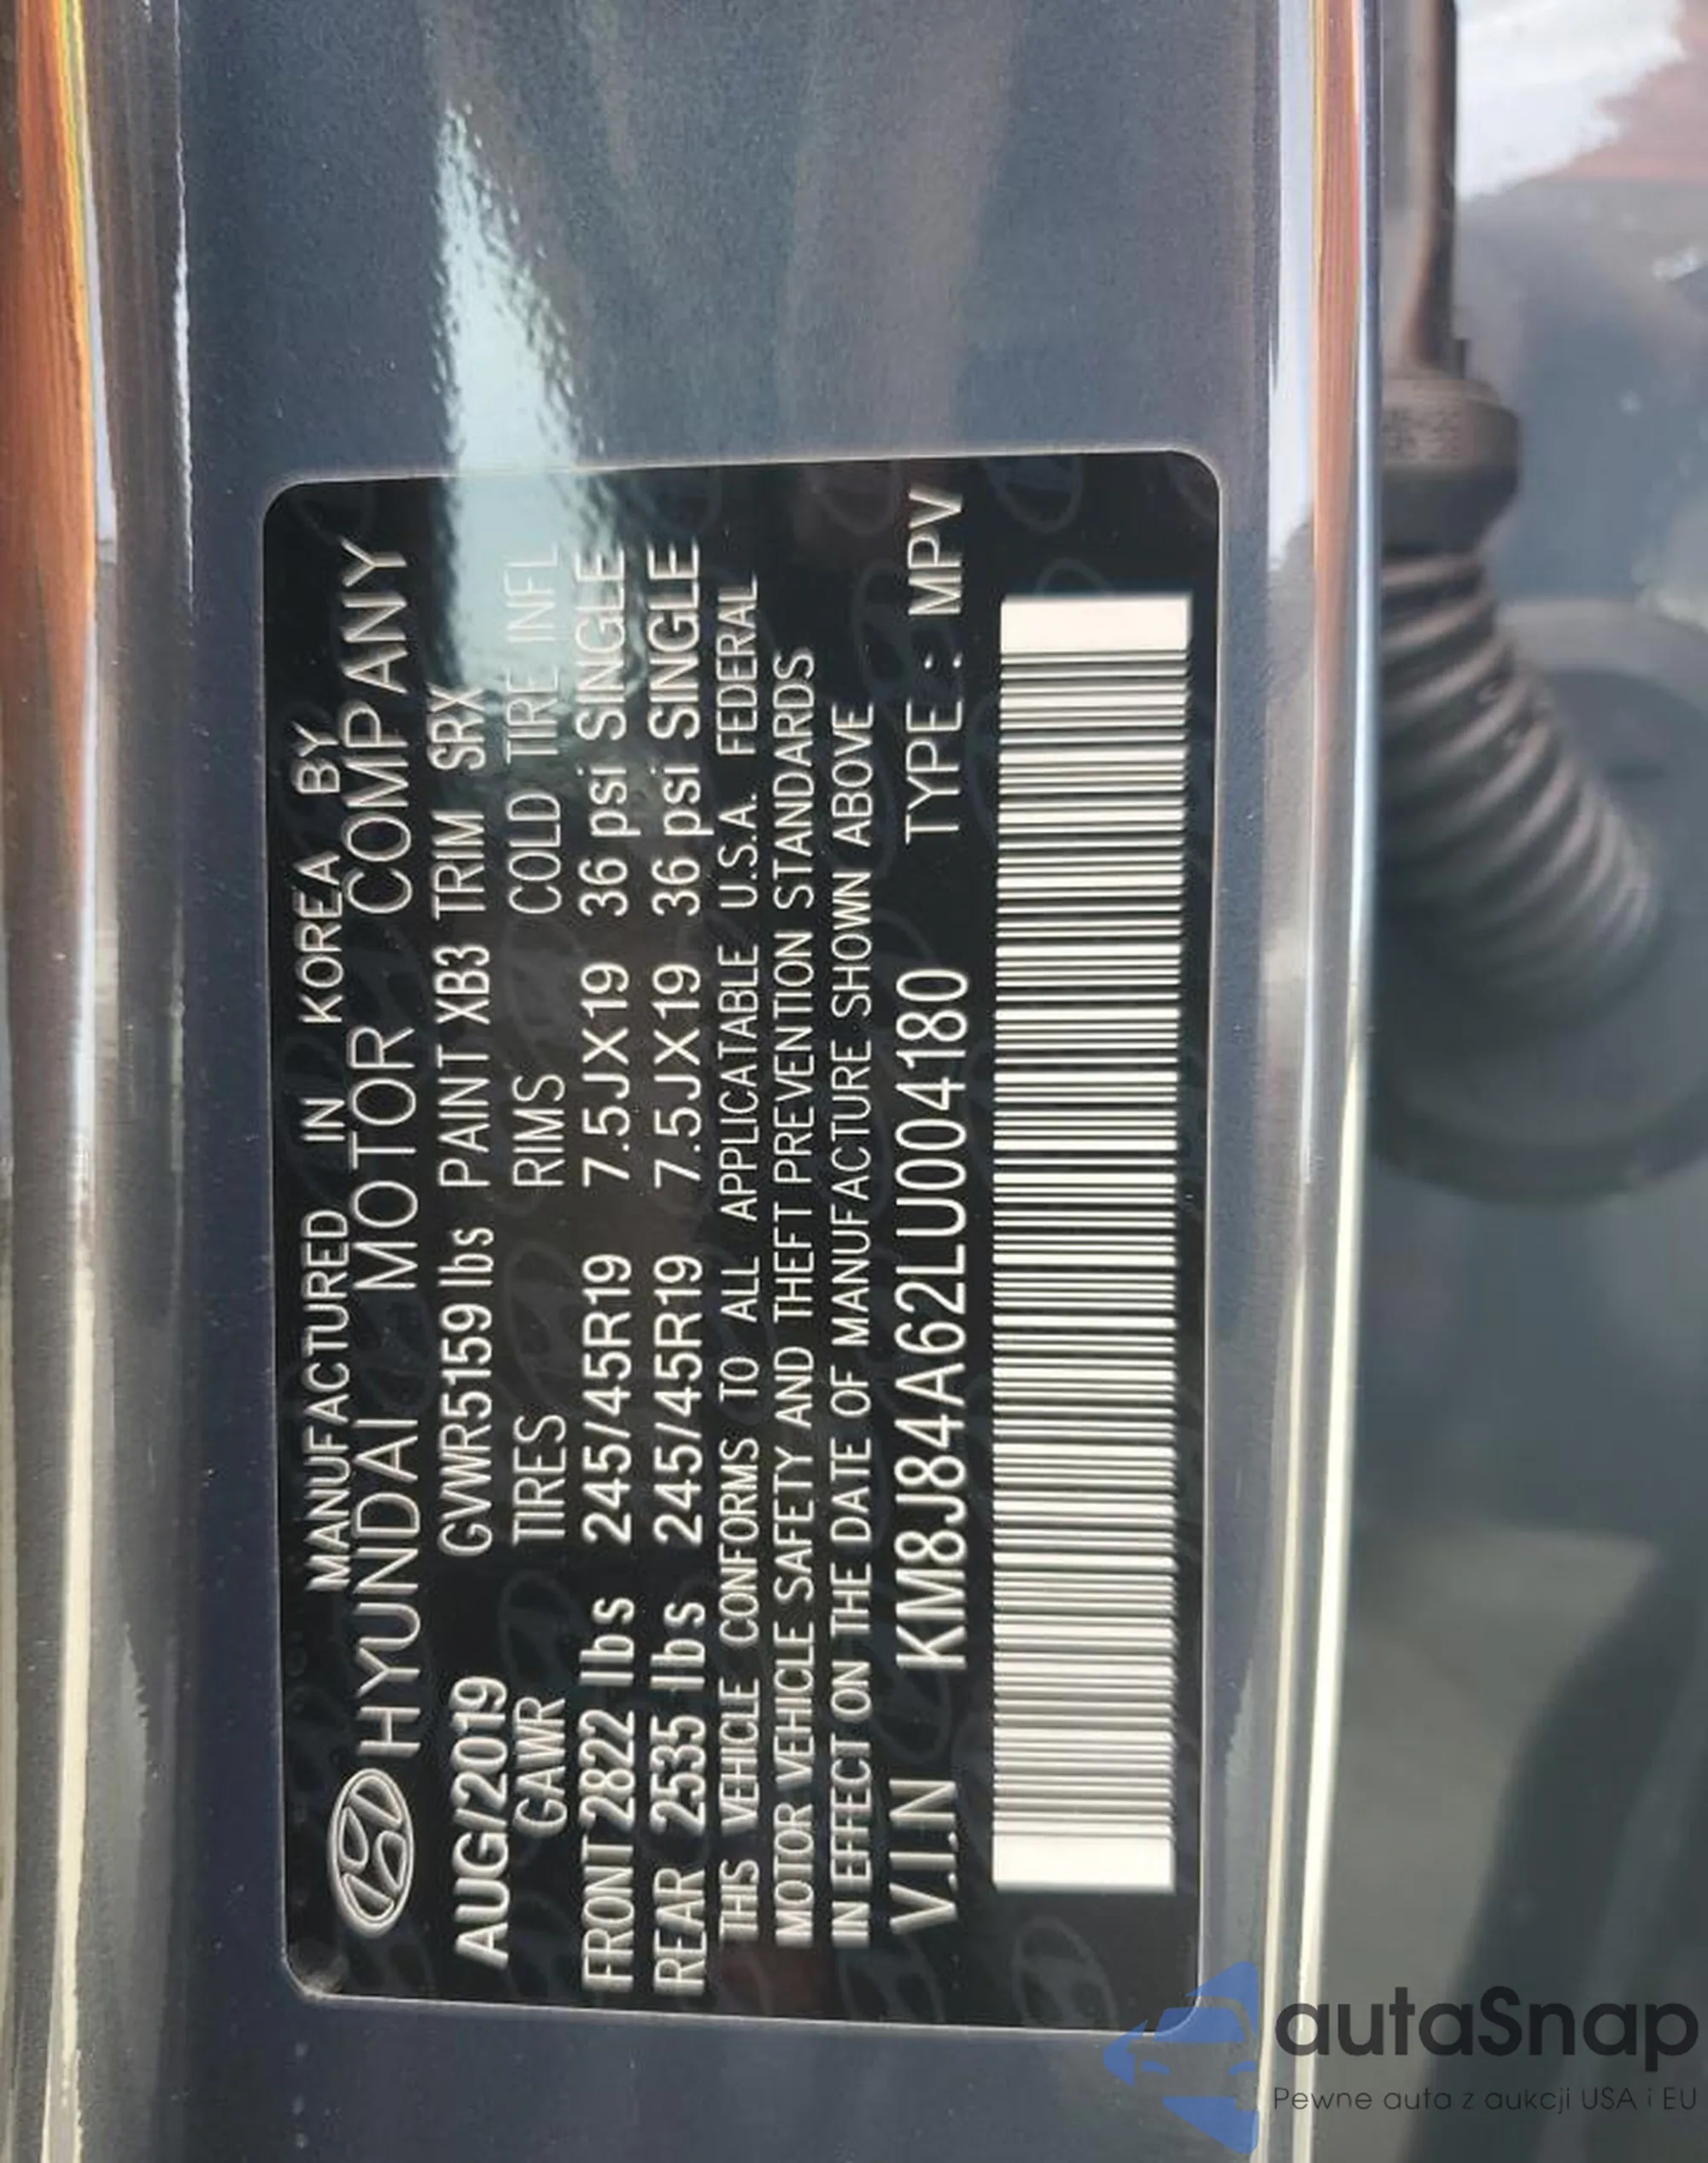 MANUFACTURED IN KOREA BY
HYUNDAI MOTOR COMPANY
AUG/2019 GVWR5159 lbs PAINT XB3 TRIM SRX
GAWR TIRES RIMS COLD TIRE INFL
FRONT 2822 lbs 245/45R19 7.5JX19 36 psi SINGLE
REAR 2535 lbs 245/45R19 7.5JX19 36 psi SINGLE
THIS VEHICLE CONFORMS TO ALL APPLICATABLE U.S.A. FEDERAL
MOTOR VEHICLE SAFETY AND THEFT PREVENTION STANDARDS
IN EFFECT ON THE DATE OF MANUFACTURE SHOWN ABOVE
V.I.N KM8J84A62LU004180 TYPE : MPV
autaSnap
Pewne auta z aukcji USA i EU